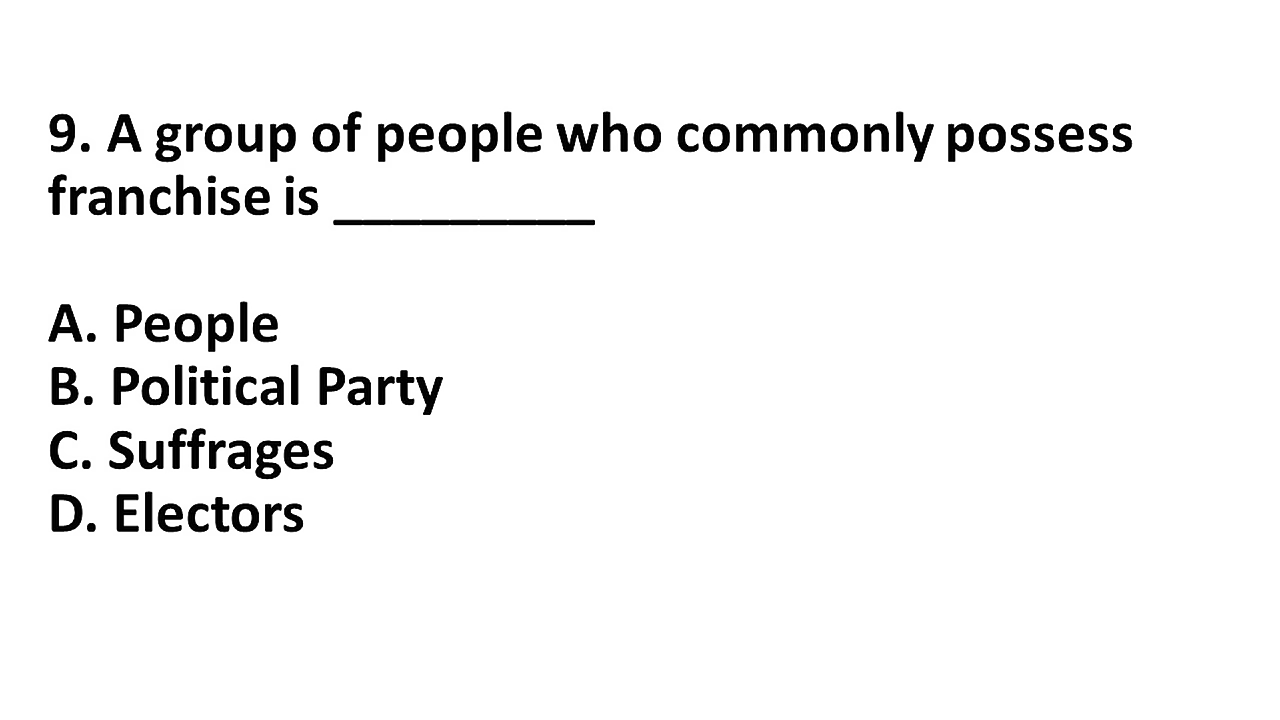 9. A group of people who commonly possess
franchise is _________
A. People
B. Political Party
C. Suffrages
D. Electors